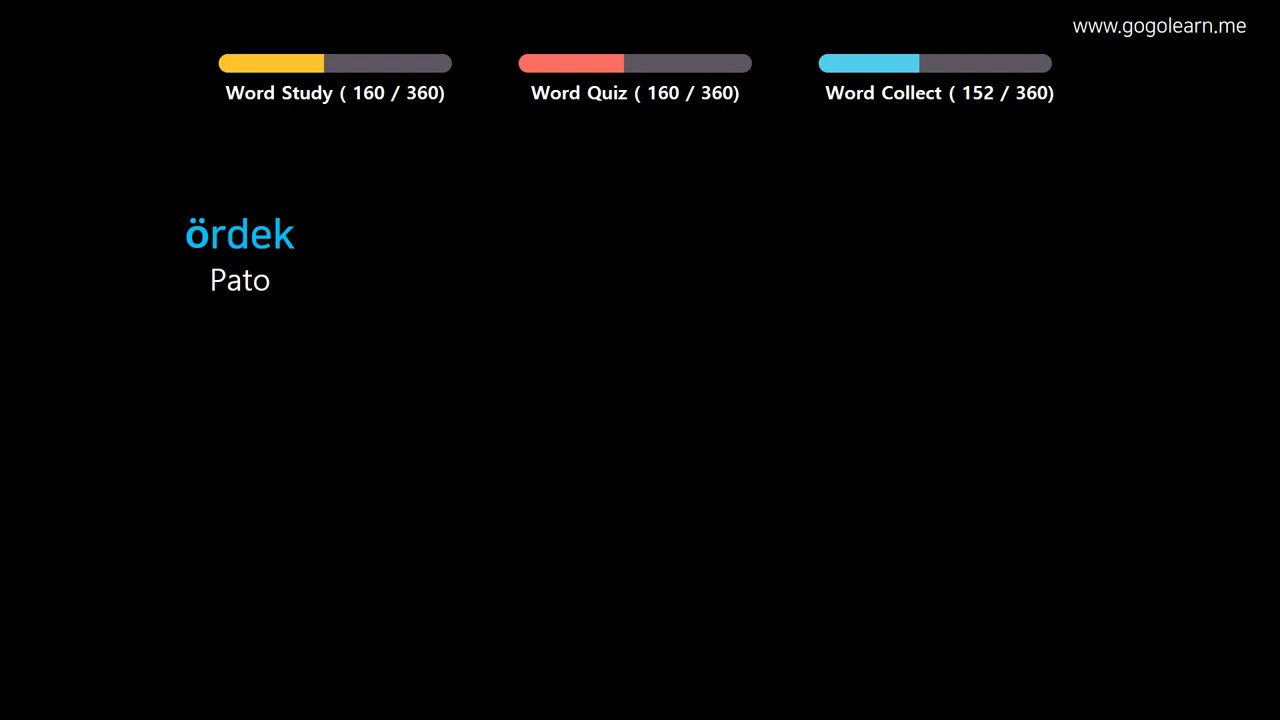 www.gogolearn.me
Word Study ( 160 / 360)
Word Quiz ( 160 / 360)
Word Collect ( 152 / 360)
ördek
Pato